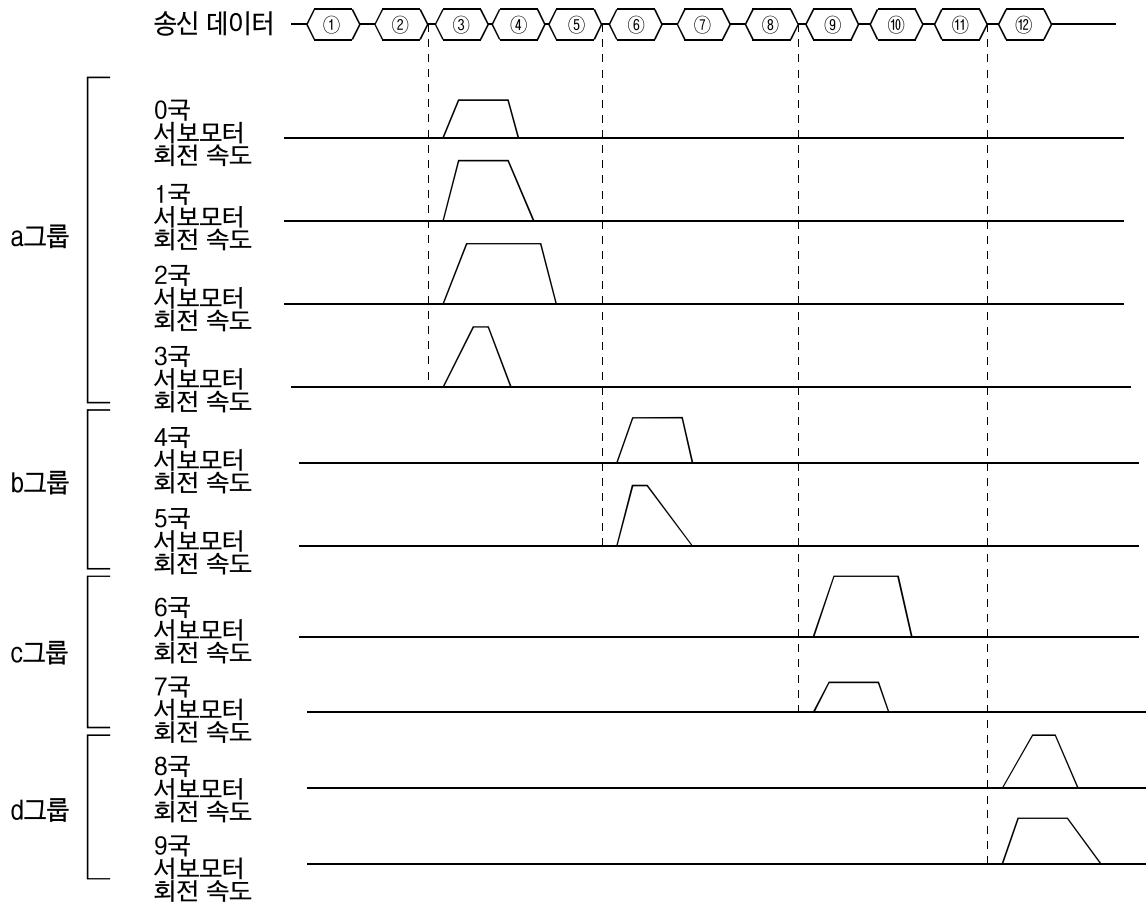 송신 데이터 ① ② ③ ④ ⑤ ⑥ ⑦ ⑧ ⑨ ⑩ ⑪ ⑫
a그룹
0국
서보모터
회전 속도
1국
서보모터
회전 속도
2국
서보모터
회전 속도
3국
서보모터
회전 속도
b그룹
4국
서보모터
회전 속도
5국
서보모터
회전 속도
c그룹
6국
서보모터
회전 속도
7국
서보모터
회전 속도
d그룹
8국
서보모터
회전 속도
9국
서보모터
회전 속도